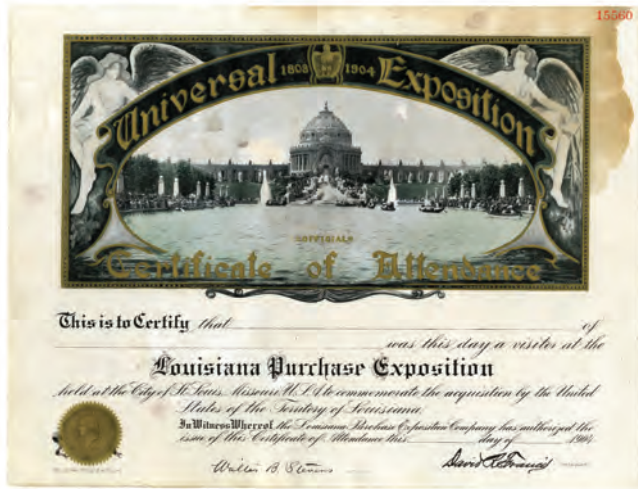 15560
Universal 1803 1904 Exposition
OFFICIAL
Certificate of Attendance
This is to Certify that of
was this day a visitor at the
Louisiana Purchase Exposition
held at the City of St. Louis, Missouri, U.S.A. to commemorate the acquisition by the United
States of the Territory of Louisiana.
In Witness Whereof the Louisiana Purchase Exposition Company has authorized the
issue of this Certificate of Attendance this day of 1904
Walter B. Stevens David R. Francis